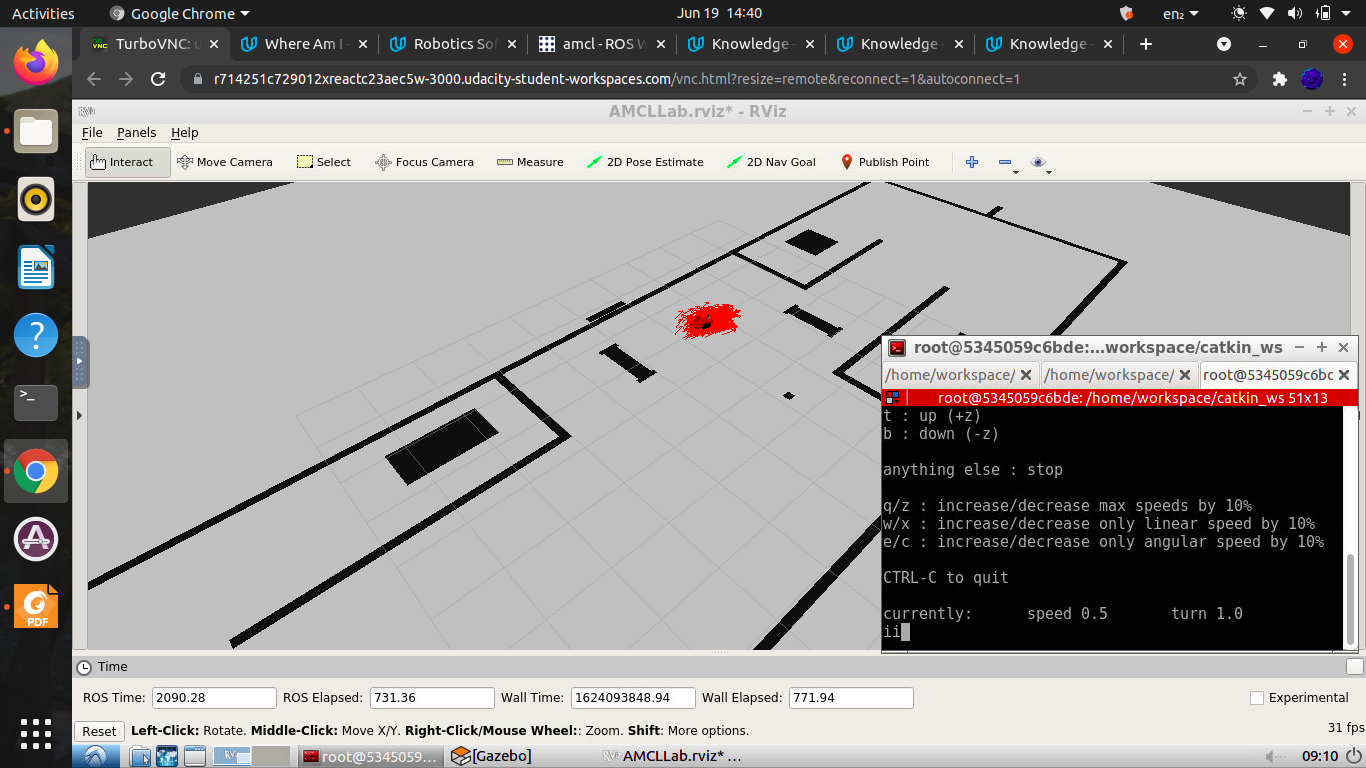 Activities
Google Chrome
Jun 19 14:40
en₂
TurboVNC: u
Where Am I -
Robotics Sof
amcl - ROS W
Knowledge -
Knowledge -
Knowledge -
r714251c729012xreactc23aec5w-3000.udacity-student-workspaces.com/vnc.html?resize=remote&reconnect=1&autoconnect=1
RViz
AMCLLab.rviz* - RViz
File
Panels
Help
Interact
Move Camera
Select
Focus Camera
Measure
2D Pose Estimate
2D Nav Goal
Publish Point
root@5345059c6bde:...workspace/catkin_ws
/home/workspace/
/home/workspace/
root@5345059c6bc
root@5345059c6bde: /home/workspace/catkin_ws 51x13
t : up (+z)
b : down (-z)
anything else : stop
q/z : increase/decrease max speeds by 10%
w/x : increase/decrease only linear speed by 10%
e/c : increase/decrease only angular speed by 10%
CTRL-C to quit
currently: speed 0.5 turn 1.0
ii
Time
ROS Time: 2090.28
ROS Elapsed: 731.36
Wall Time: 1624093848.94
Wall Elapsed: 771.94
Experimental
Reset
Left-Click: Rotate. Middle-Click: Move X/Y. Right-Click/Mouse Wheel:: Zoom. Shift: More options.
31 fps
PDF
root@5345059...
[Gazebo]
AMCLLab.rviz* ...
09:10